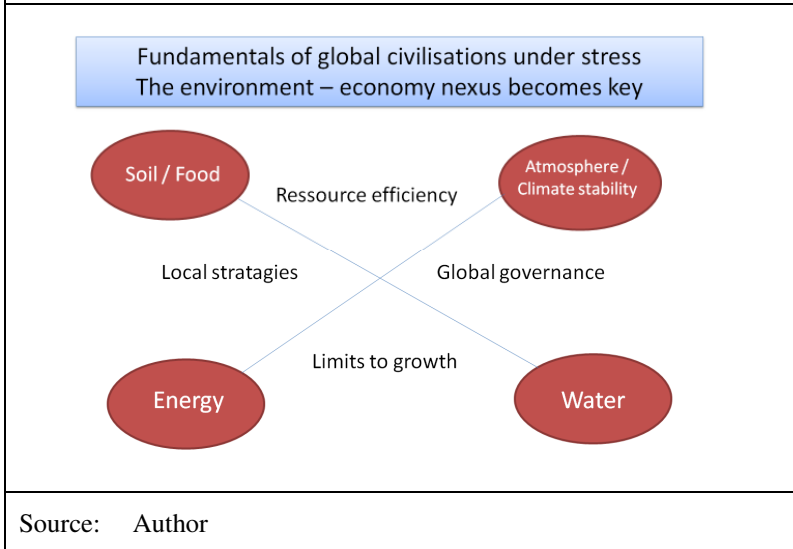 Fundamentals of global civilisations under stress
The environment – economy nexus becomes key
Soil / Food
Atmosphere /
Climate stability
Ressource efficiency
Local stratagies
Global governance
Limits to growth
Energy
Water
Source: Author